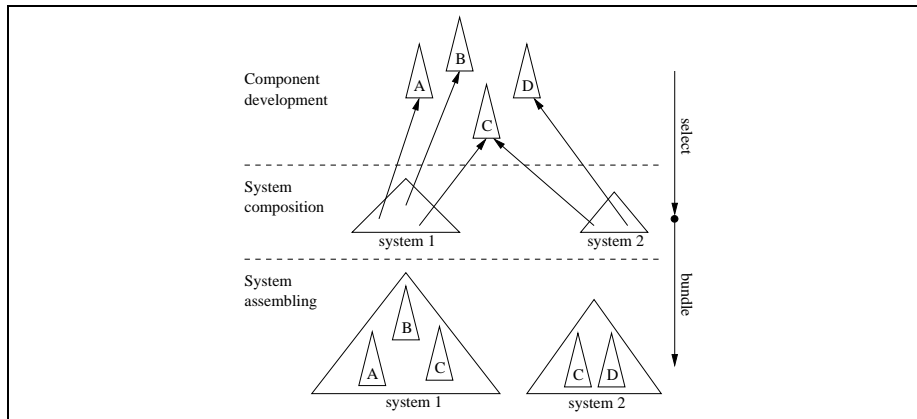 B
A
D
Component
development
C
select
System
composition
system 1
system 2
System
assembling
bundle
B
A
C
C
D
system 1
system 2